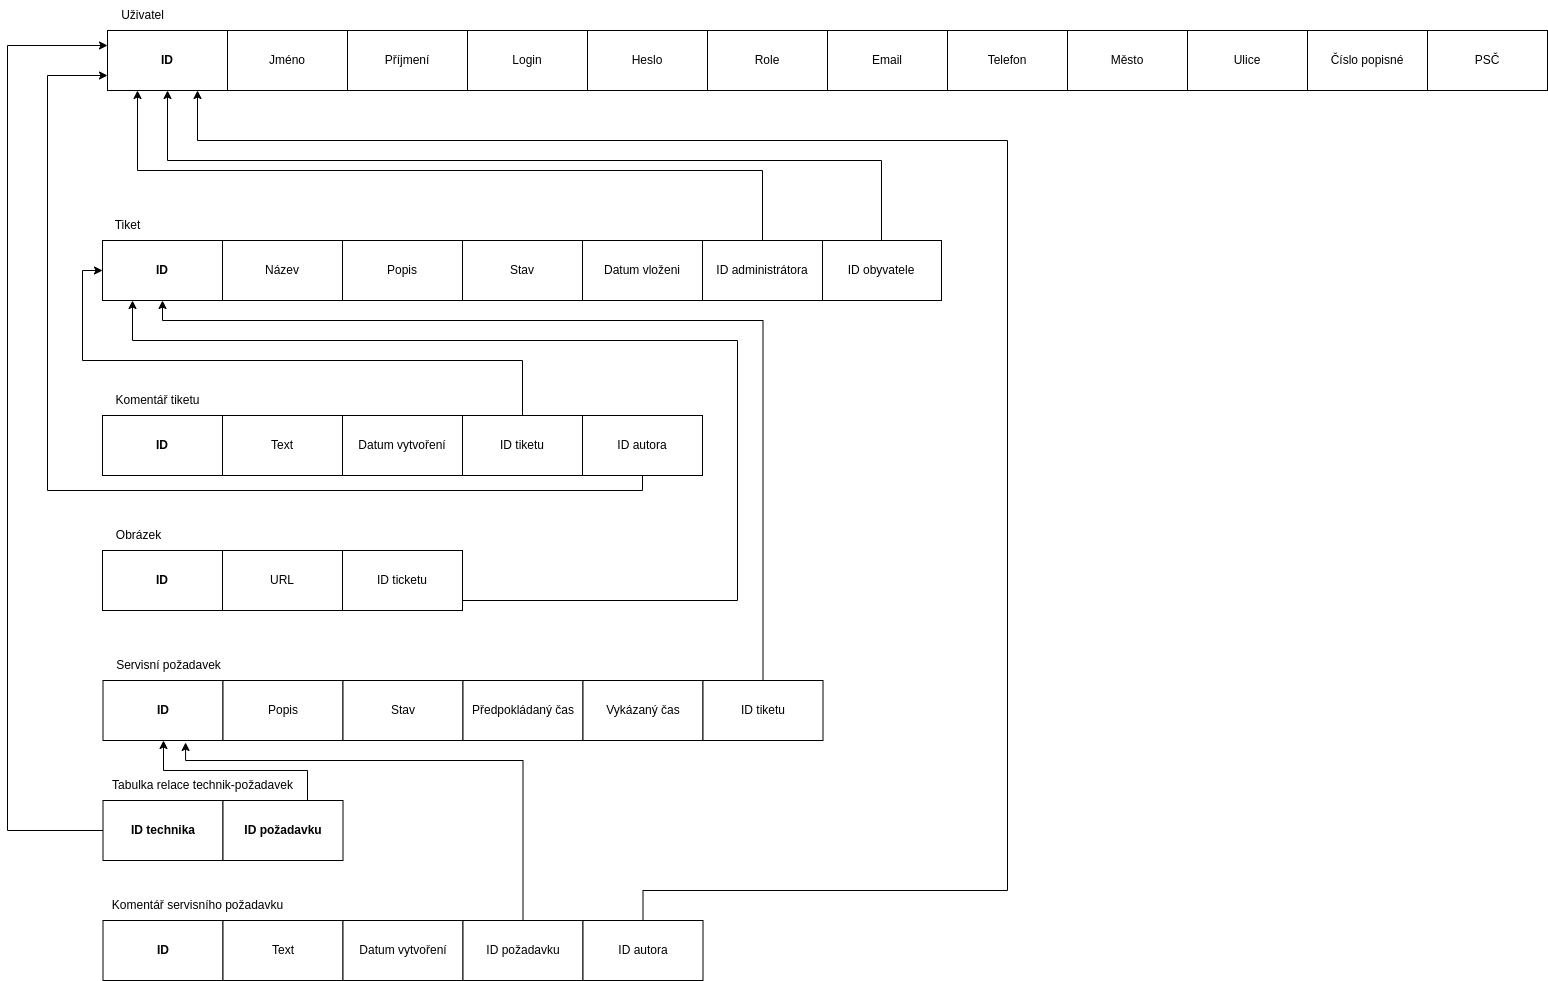 Uživatel
ID Jméno Příjmení Login Heslo Role Email Telefon Město Ulice Číslo popisné PSČ
Tiket
ID Název Popis Stav Datum vloženi ID administrátora ID obyvatele
Komentář tiketu
ID Text Datum vytvoření ID tiketu ID autora
Obrázek
ID URL ID ticketu
Servisní požadavek
ID Popis Stav Předpokládaný čas Vykázaný čas ID tiketu
Tabulka relace technik-požadavek
ID technika ID požadavku
Komentář servisního požadavku
ID Text Datum vytvoření ID požadavku ID autora